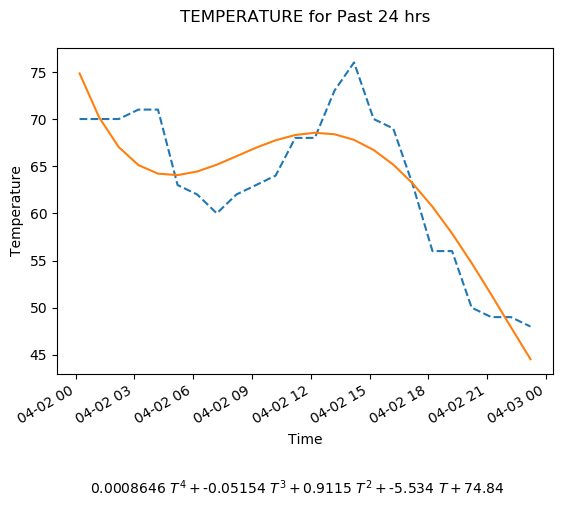 TEMPERATURE for Past 24 hrs
75
70
65
60
55
50
45
Temperature
04-02 00 04-02 03 04-02 06 04-02 09 04-02 12 04-02 15 04-02 18 04-02 21 04-03 00
Time
0.0008646 T⁴ + -0.05154 T³ + 0.9115 T² + -5.534 T + 74.84